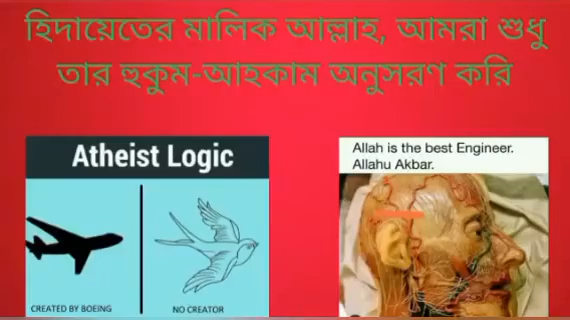 হিদায়েতের মালিক আল্লাহ, আমরা শুধু
তার হুকুম-আহকাম অনুসরণ করি
Atheist Logic
CREATED BY BOEING
NO CREATOR
Allah is the best Engineer.
Allahu Akbar.